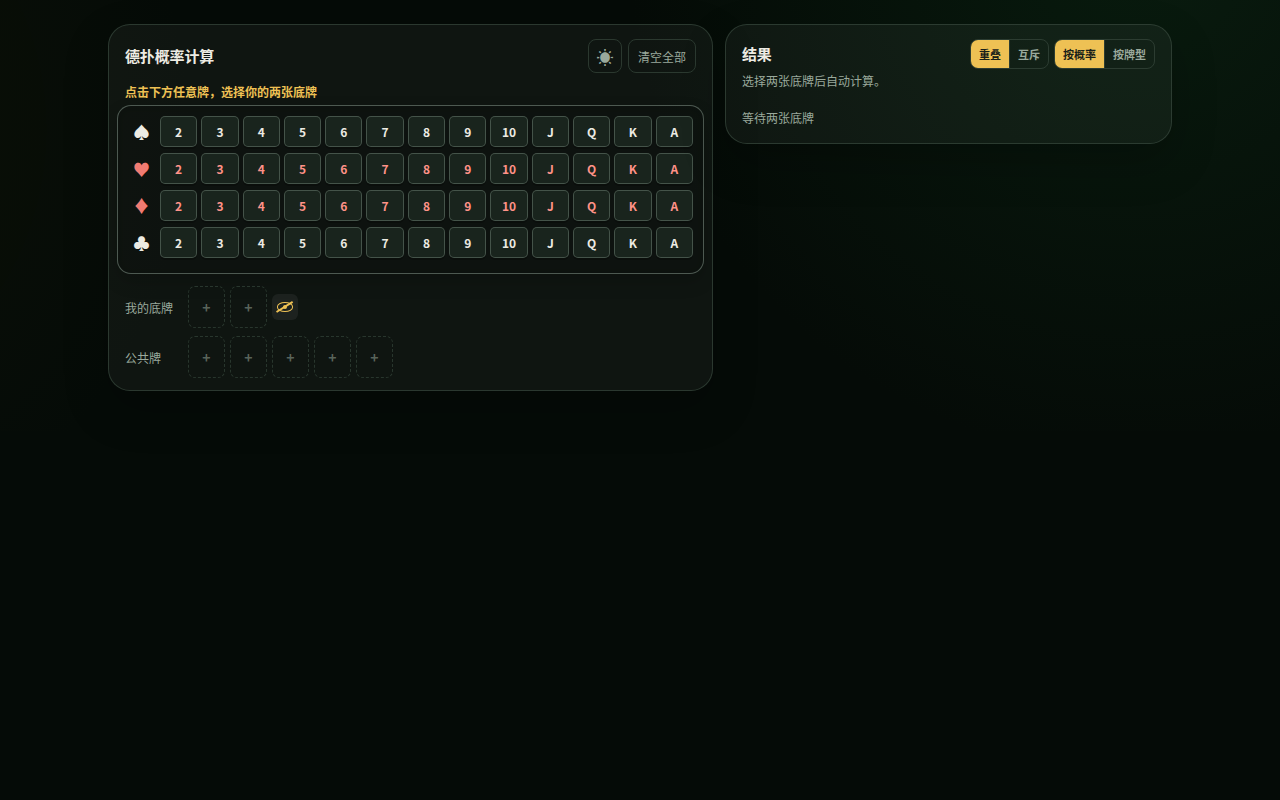 德扑概率计算
清空全部
点击下方任意牌，选择你的两张底牌
♠ 2 3 4 5 6 7 8 9 10 J Q K A
♥ 2 3 4 5 6 7 8 9 10 J Q K A
♦ 2 3 4 5 6 7 8 9 10 J Q K A
♣ 2 3 4 5 6 7 8 9 10 J Q K A
我的底牌 + +
公共牌 + + + + +
结果
重叠 互斥 按概率 按牌型
选择两张底牌后自动计算。
等待两张底牌